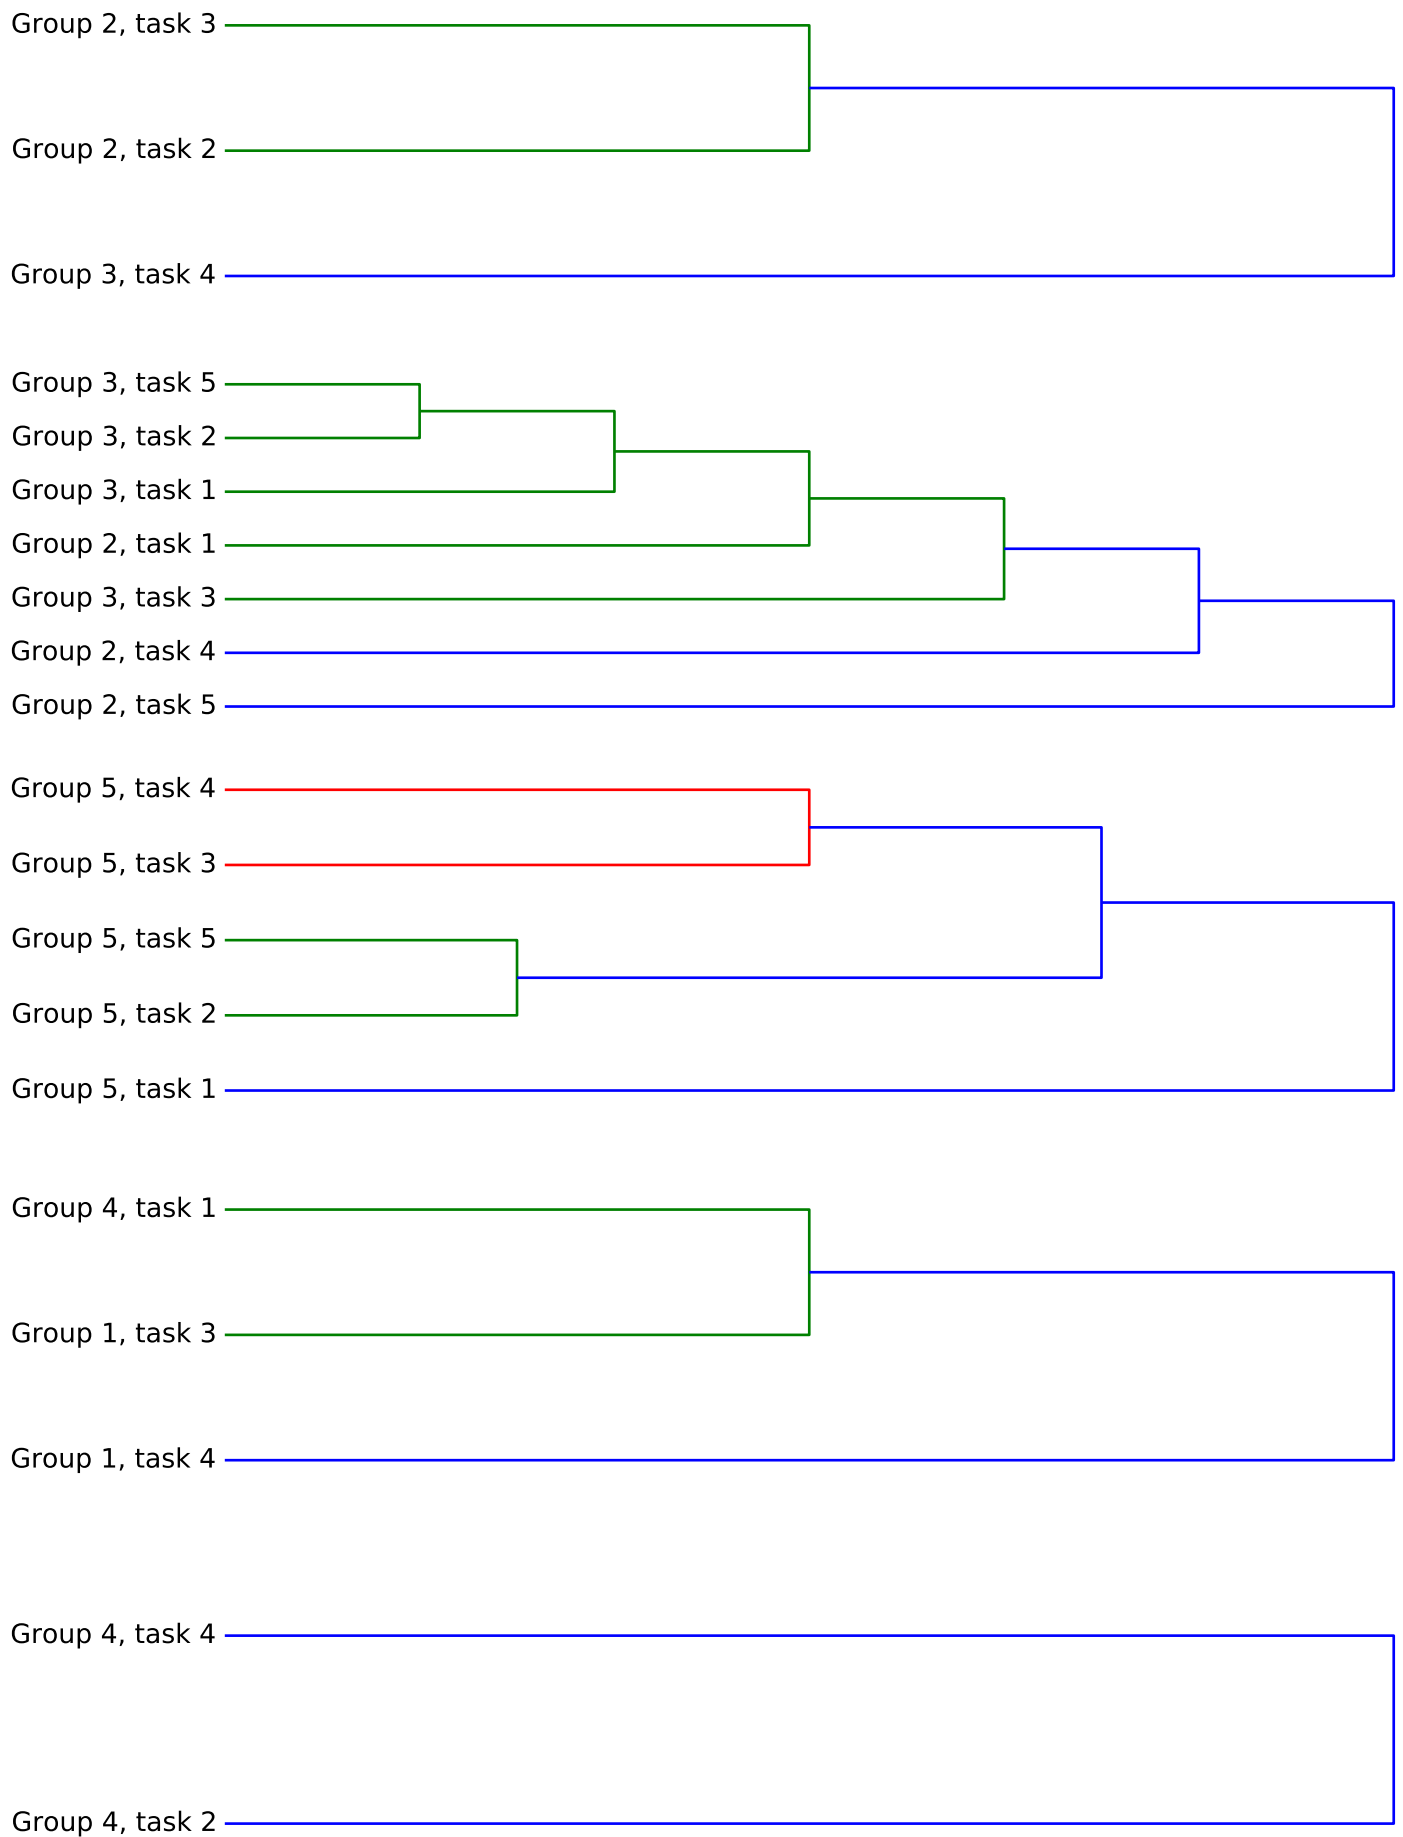 Group 2, task 3
Group 2, task 2
Group 3, task 4
Group 3, task 5
Group 3, task 2
Group 3, task 1
Group 2, task 1
Group 3, task 3
Group 2, task 4
Group 2, task 5
Group 5, task 4
Group 5, task 3
Group 5, task 5
Group 5, task 2
Group 5, task 1
Group 4, task 1
Group 1, task 3
Group 1, task 4
Group 4, task 4
Group 4, task 2